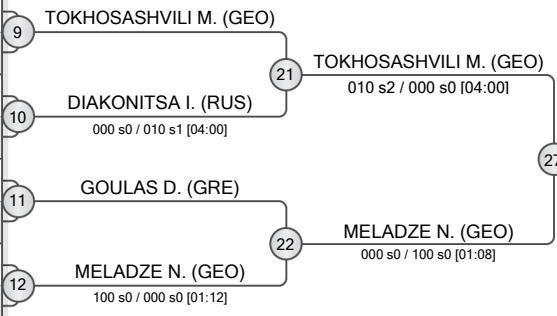 9
TOKHOSASHVILI M. (GEO)
21
TOKHOSASHVILI M. (GEO)
010 s2 / 000 s0 [04:00]
10
DIAKONITSA I. (RUS)
000 s0 / 010 s1 [04:00]
27
11
GOULAS D. (GRE)
22
MELADZE N. (GEO)
000 s0 / 100 s0 [01:08]
12
MELADZE N. (GEO)
100 s0 / 000 s0 [01:12]